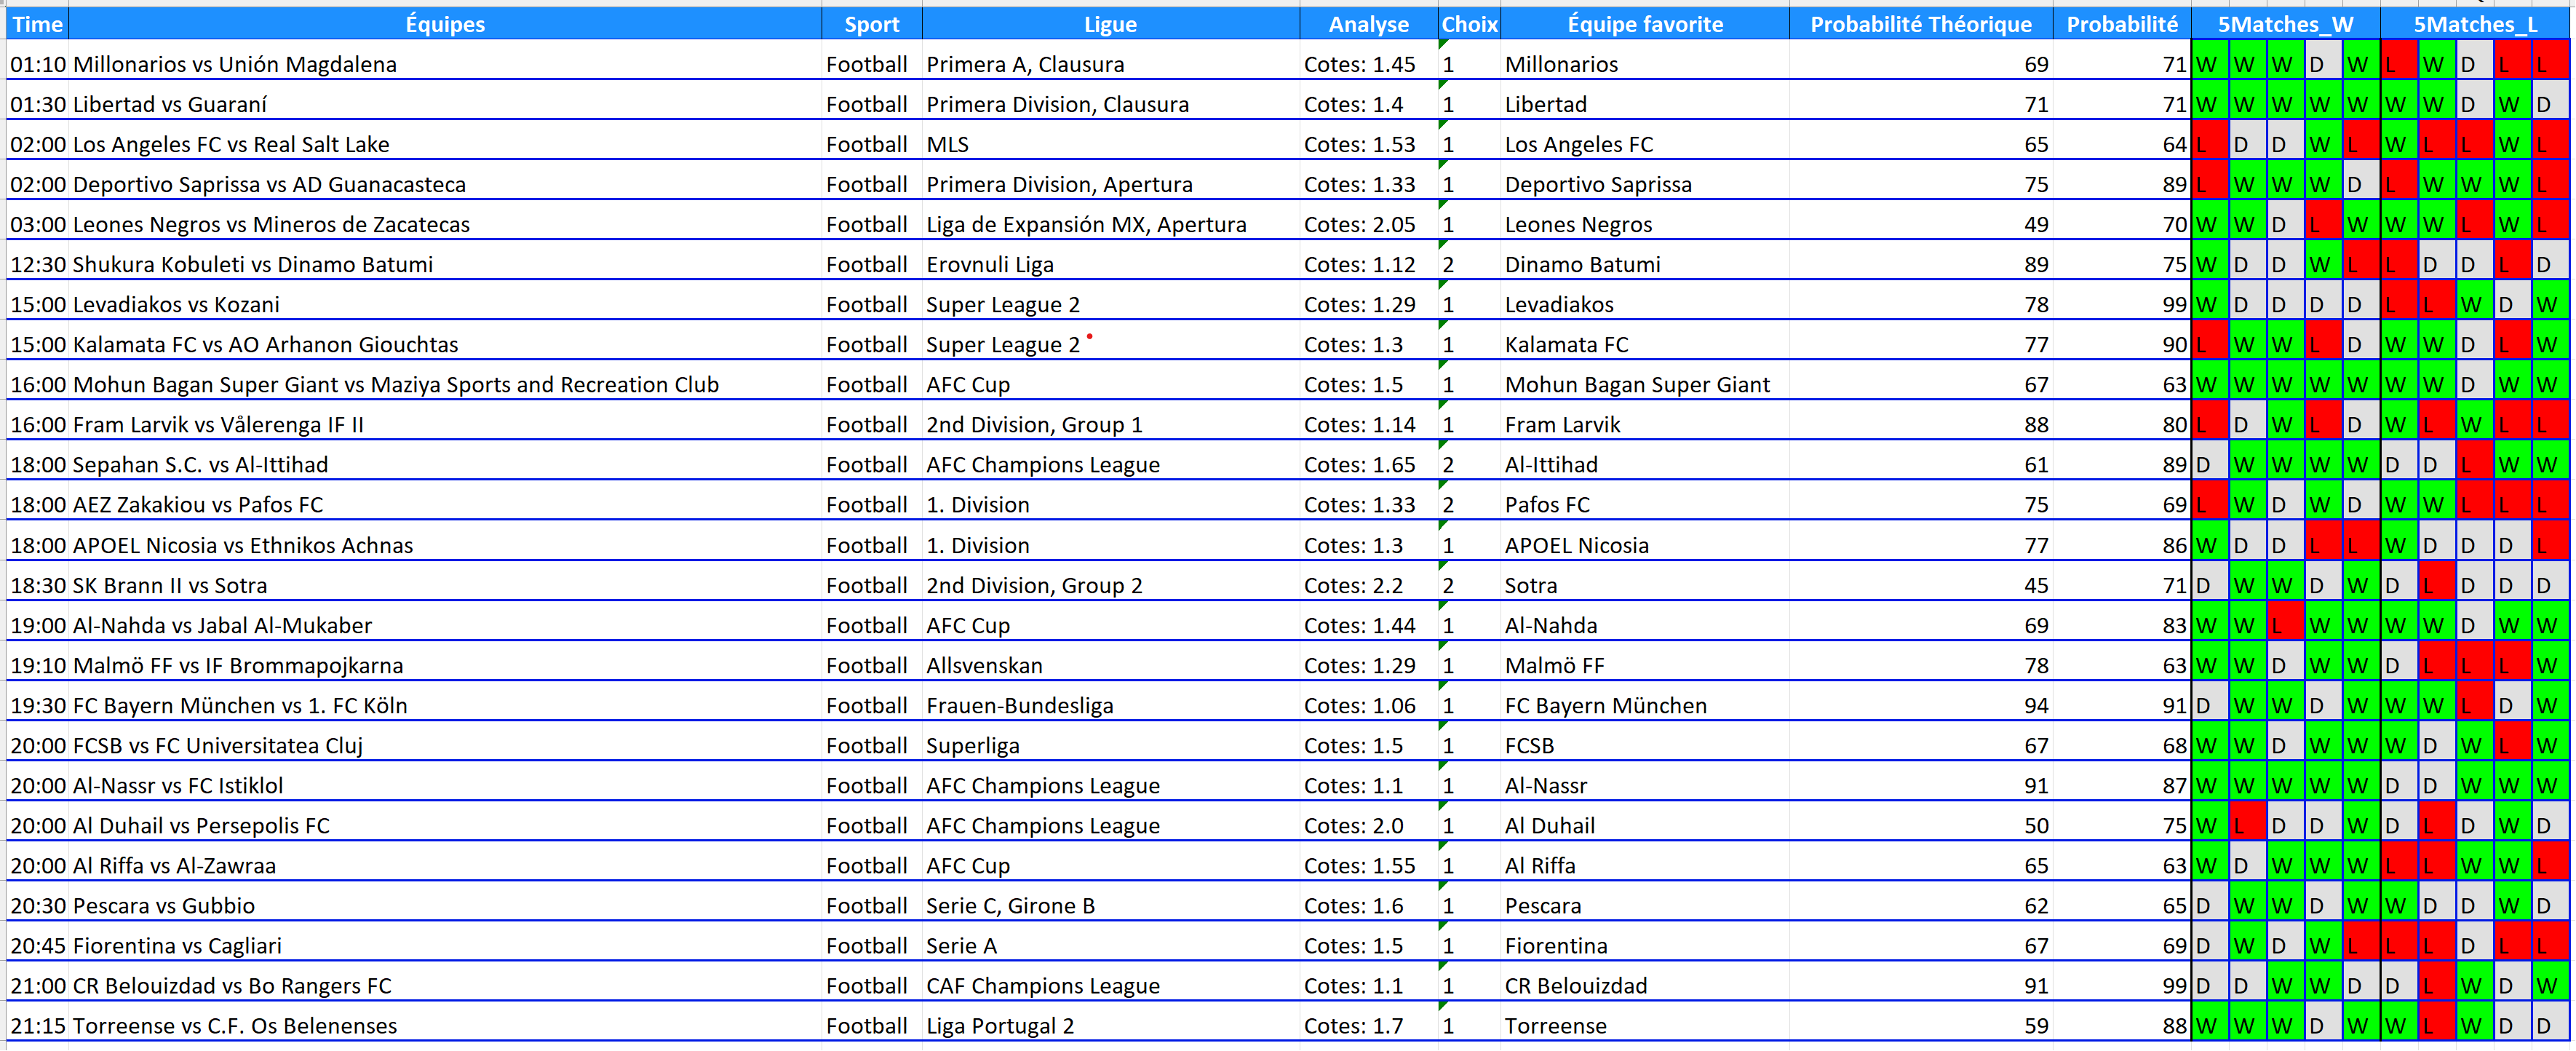 Time Équipes Sport Ligue Analyse Choix Équipe favorite Probabilité Théorique Probabilité 5Matches_W 5Matches_L
01:10 Millonarios vs Unión Magdalena Football Primera A, Clausura Cotes: 1.45 1 Millonarios 69 71 W W W D W L W D L L
01:30 Libertad vs Guaraní Football Primera Division, Clausura Cotes: 1.4 1 Libertad 71 71 W W W W W W W D W D
02:00 Los Angeles FC vs Real Salt Lake Football MLS Cotes: 1.53 1 Los Angeles FC 65 64 L D D W L W L L W L
02:00 Deportivo Saprissa vs AD Guanacasteca Football Primera Division, Apertura Cotes: 1.33 1 Deportivo Saprissa 75 89 L W W W D L W W W L
03:00 Leones Negros vs Mineros de Zacatecas Football Liga de Expansión MX, Apertura Cotes: 2.05 1 Leones Negros 49 70 W W D L W W W L W L
12:30 Shukura Kobuleti vs Dinamo Batumi Football Erovnuli Liga Cotes: 1.12 2 Dinamo Batumi 89 75 W D D W L L D D L D
15:00 Levadiakos vs Kozani Football Super League 2 Cotes: 1.29 1 Levadiakos 78 99 W D D D D L L W D W
15:00 Kalamata FC vs AO Arhanon Giouchtas Football Super League 2 Cotes: 1.3 1 Kalamata FC 77 90 L W W L D W W D L W
16:00 Mohun Bagan Super Giant vs Maziya Sports and Recreation Club Football AFC Cup Cotes: 1.5 1 Mohun Bagan Super Giant 67 63 W W W W W W W D W W
16:00 Fram Larvik vs Vålerenga IF II Football 2nd Division, Group 1 Cotes: 1.14 1 Fram Larvik 88 80 L D W L D W L W L L
18:00 Sepahan S.C. vs Al-Ittihad Football AFC Champions League Cotes: 1.65 2 Al-Ittihad 61 89 D W W W W D D L W W
18:00 AEZ Zakakiou vs Pafos FC Football 1. Division Cotes: 1.33 2 Pafos FC 75 69 L W D W D W W L L L
18:00 APOEL Nicosia vs Ethnikos Achnas Football 1. Division Cotes: 1.3 1 APOEL Nicosia 77 86 W D D L L W D D D L
18:30 SK Brann II vs Sotra Football 2nd Division, Group 2 Cotes: 2.2 2 Sotra 45 71 D W W D W D L D D D
19:00 Al-Nahda vs Jabal Al-Mukaber Football AFC Cup Cotes: 1.44 1 Al-Nahda 69 83 W W L W W W W D W W
19:10 Malmö FF vs IF Brommapojkarna Football Allsvenskan Cotes: 1.29 1 Malmö FF 78 63 W W D W W D L L L W
19:30 FC Bayern München vs 1. FC Köln Football Frauen-Bundesliga Cotes: 1.06 1 FC Bayern München 94 91 D W W D W W W L D W
20:00 FCSB vs FC Universitatea Cluj Football Superliga Cotes: 1.5 1 FCSB 67 68 W W D W W W D W L W
20:00 Al-Nassr vs FC Istiklol Football AFC Champions League Cotes: 1.1 1 Al-Nassr 91 87 W W W W W D D W W W
20:00 Al Duhail vs Persepolis FC Football AFC Champions League Cotes: 2.0 1 Al Duhail 50 75 W L D D W D L D W D
20:00 Al Riffa vs Al-Zawraa Football AFC Cup Cotes: 1.55 1 Al Riffa 65 63 W D W W W L L W W L
20:30 Pescara vs Gubbio Football Serie C, Girone B Cotes: 1.6 1 Pescara 62 65 D W W D W W D D W D
20:45 Fiorentina vs Cagliari Football Serie A Cotes: 1.5 1 Fiorentina 67 69 D W D W L L L D L L
21:00 CR Belouizdad vs Bo Rangers FC Football CAF Champions League Cotes: 1.1 1 CR Belouizdad 91 99 D D W W D D L W D W
21:15 Torreense vs C.F. Os Belenenses Football Liga Portugal 2 Cotes: 1.7 1 Torreense 59 88 W W W D W W L W D D